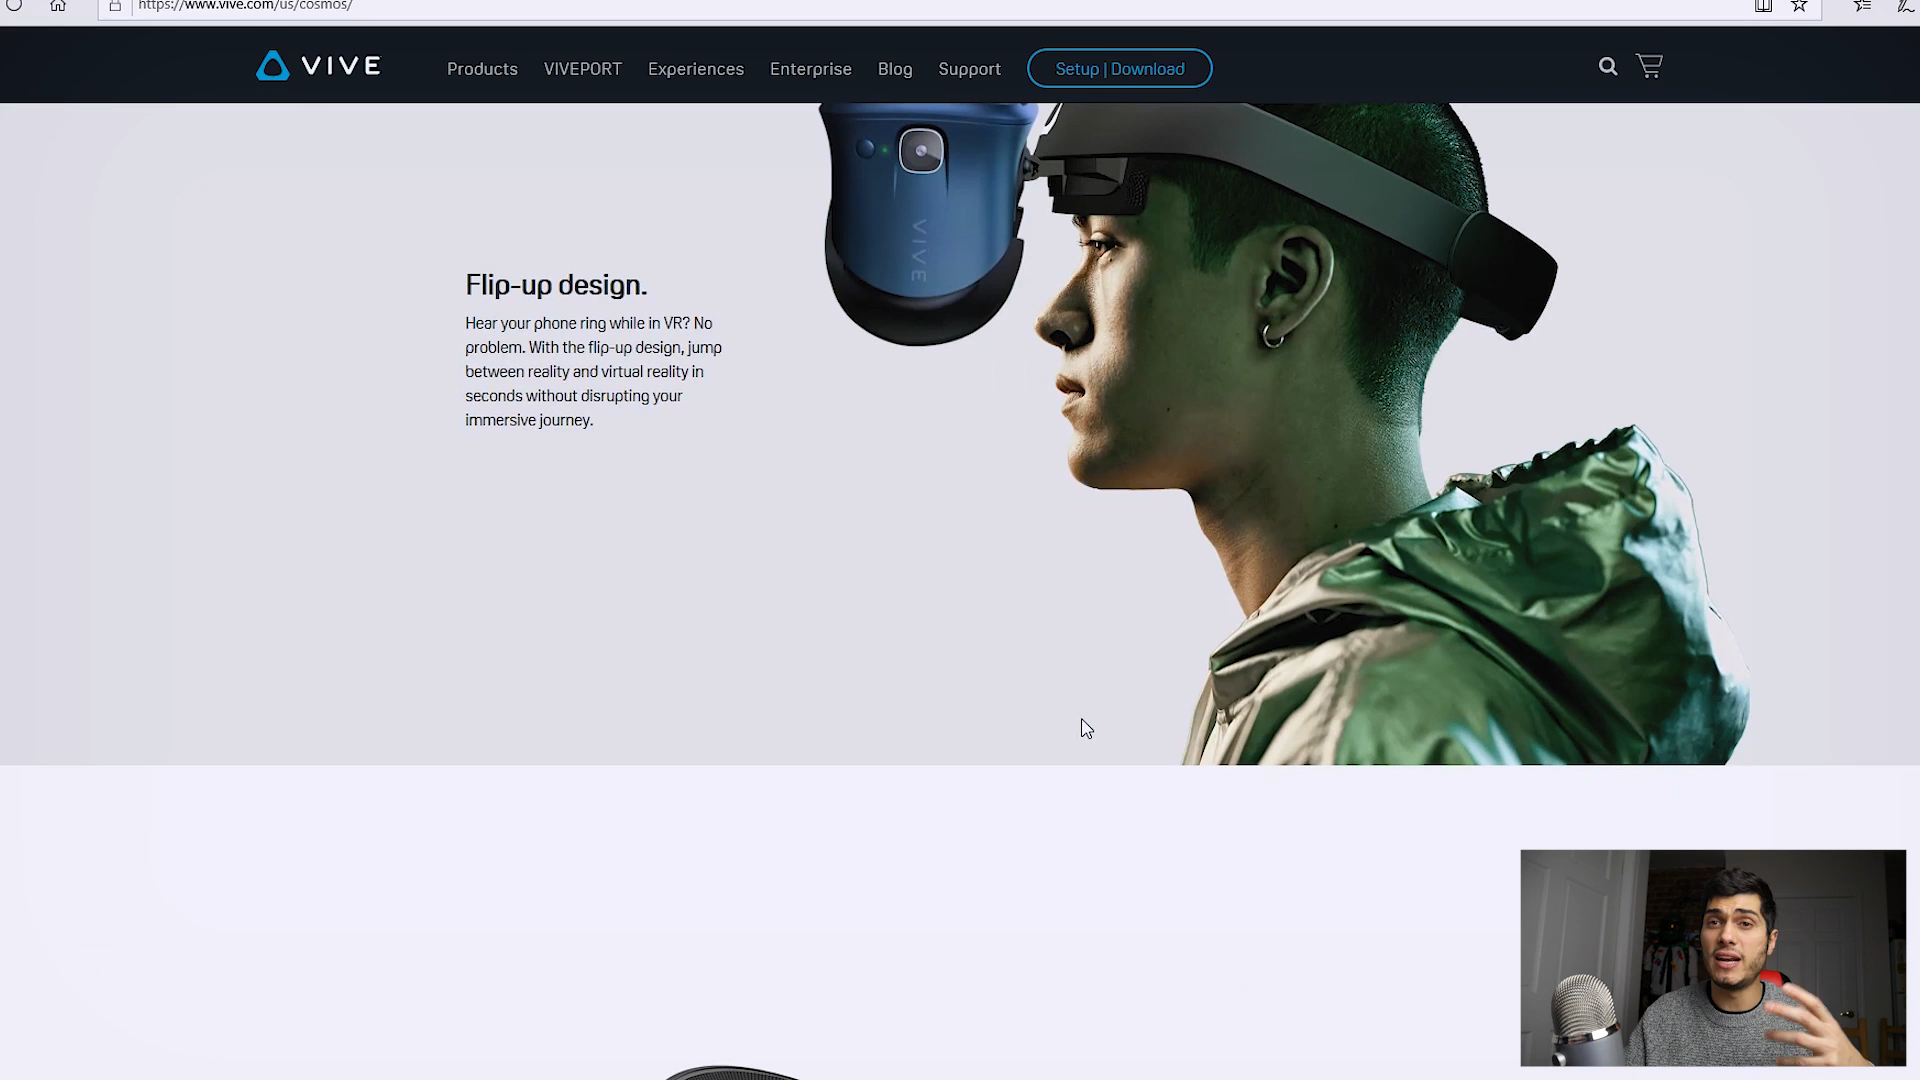 https://www.vive.com/us/cosmos/
VIVE
Products
VIVEPORT
Experiences
Enterprise
Blog
Support
Setup | Download
VIVE
Flip-up design.
Hear your phone ring while in VR? No
problem. With the flip-up design, jump
between reality and virtual reality in
seconds without disrupting your
immersive journey.